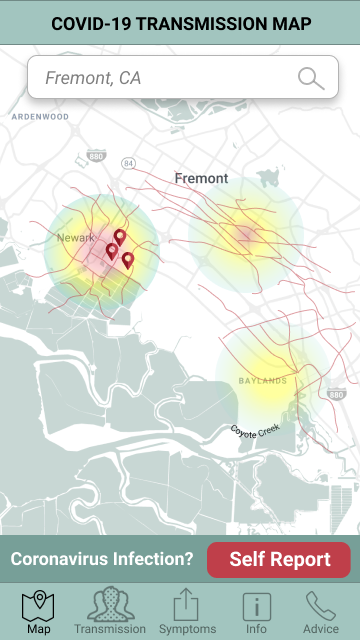 COVID-19 TRANSMISSION MAP
Fremont, CA
ARDENWOOD
880
84
Fremont
Newark
BAYLANDS
880
Coyote Creek
Coronavirus Infection?
Self Report
Map
Transmission
Symptoms
Info
Advice